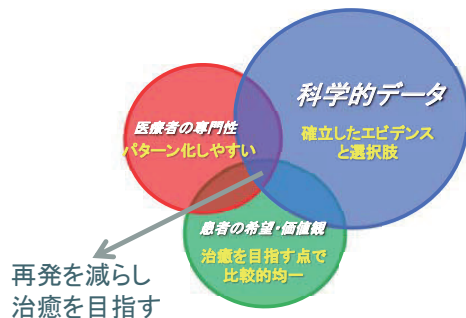 科学的データ
確立したエビデンス
と選択肢
医療者の専門性
パターン化しやすい
患者の希望・価値観
治癒を目指す点で
比較的均一
再発を減らし
治癒を目指す